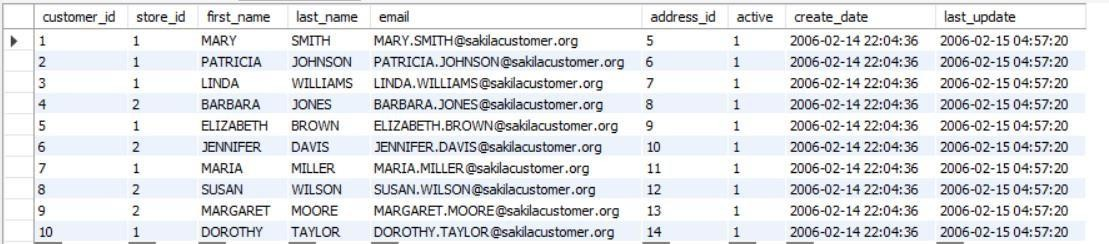 customer_id store_id first_name last_name email address_id active create_date last_update
1 1 MARY SMITH MARY.SMITH@sakilacustomer.org 5 1 2006-02-14 22:04:36 2006-02-15 04:57:20
2 1 PATRICIA JOHNSON PATRICIA.JOHNSON@sakilacustomer.org 6 1 2006-02-14 22:04:36 2006-02-15 04:57:20
3 1 LINDA WILLIAMS LINDA.WILLIAMS@sakilacustomer.org 7 1 2006-02-14 22:04:36 2006-02-15 04:57:20
4 2 BARBARA JONES BARBARA.JONES@sakilacustomer.org 8 1 2006-02-14 22:04:36 2006-02-15 04:57:20
5 1 ELIZABETH BROWN ELIZABETH.BROWN@sakilacustomer.org 9 1 2006-02-14 22:04:36 2006-02-15 04:57:20
6 2 JENNIFER DAVIS JENNIFER.DAVIS@sakilacustomer.org 10 1 2006-02-14 22:04:36 2006-02-15 04:57:20
7 1 MARIA MILLER MARIA.MILLER@sakilacustomer.org 11 1 2006-02-14 22:04:36 2006-02-15 04:57:20
8 2 SUSAN WILSON SUSAN.WILSON@sakilacustomer.org 12 1 2006-02-14 22:04:36 2006-02-15 04:57:20
9 2 MARGARET MOORE MARGARET.MOORE@sakilacustomer.org 13 1 2006-02-14 22:04:36 2006-02-15 04:57:20
10 1 DOROTHY TAYLOR DOROTHY.TAYLOR@sakilacustomer.org 14 1 2006-02-14 22:04:36 2006-02-15 04:57:20